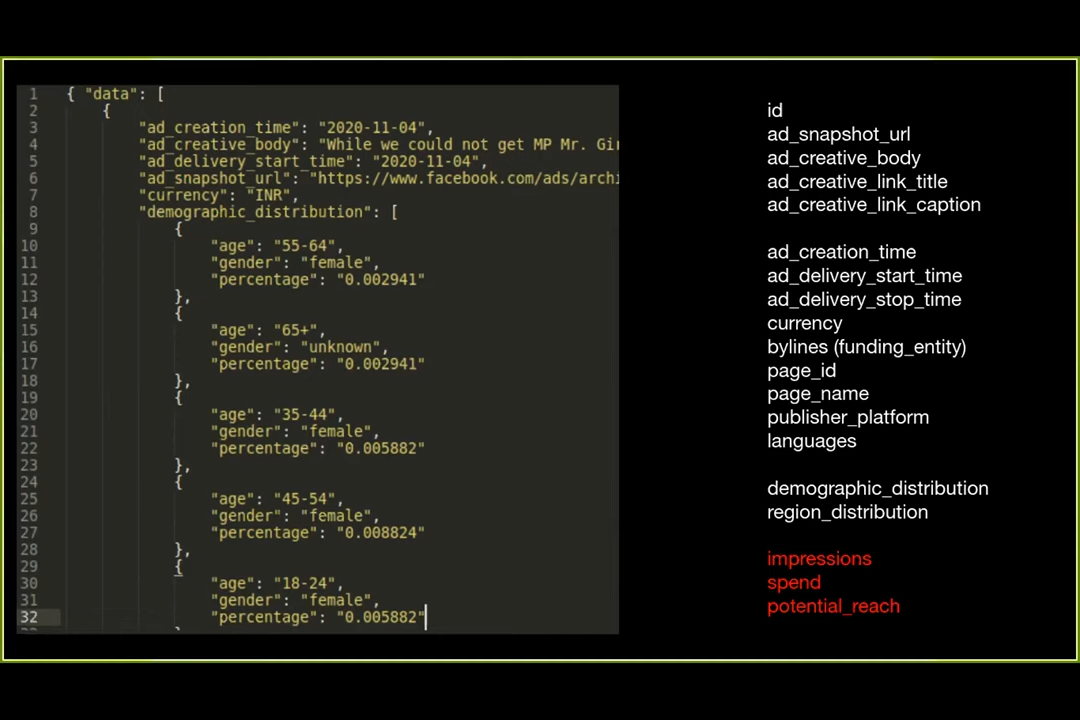 1 { "data": [
2 {
3 "ad_creation_time": "2020-11-04",
4 "ad_creative_body": "While we could not get MP Mr. Gi
5 "ad_delivery_start_time": "2020-11-04",
6 "ad_snapshot_url": "https://www.facebook.com/ads/archi
7 "currency": "INR",
8 "demographic_distribution": [
9 {
10 "age": "55-64",
11 "gender": "female",
12 "percentage": "0.002941"
13 },
14 {
15 "age": "65+",
16 "gender": "unknown",
17 "percentage": "0.002941"
18 },
19 {
20 "age": "35-44",
21 "gender": "female",
22 "percentage": "0.005882"
23 },
24 {
25 "age": "45-54",
26 "gender": "female",
27 "percentage": "0.008824"
28 },
29 {
30 "age": "18-24",
31 "gender": "female",
32 "percentage": "0.005882"
id
ad_snapshot_url
ad_creative_body
ad_creative_link_title
ad_creative_link_caption
ad_creation_time
ad_delivery_start_time
ad_delivery_stop_time
currency
bylines (funding_entity)
page_id
page_name
publisher_platform
languages
demographic_distribution
region_distribution
impressions
spend
potential_reach